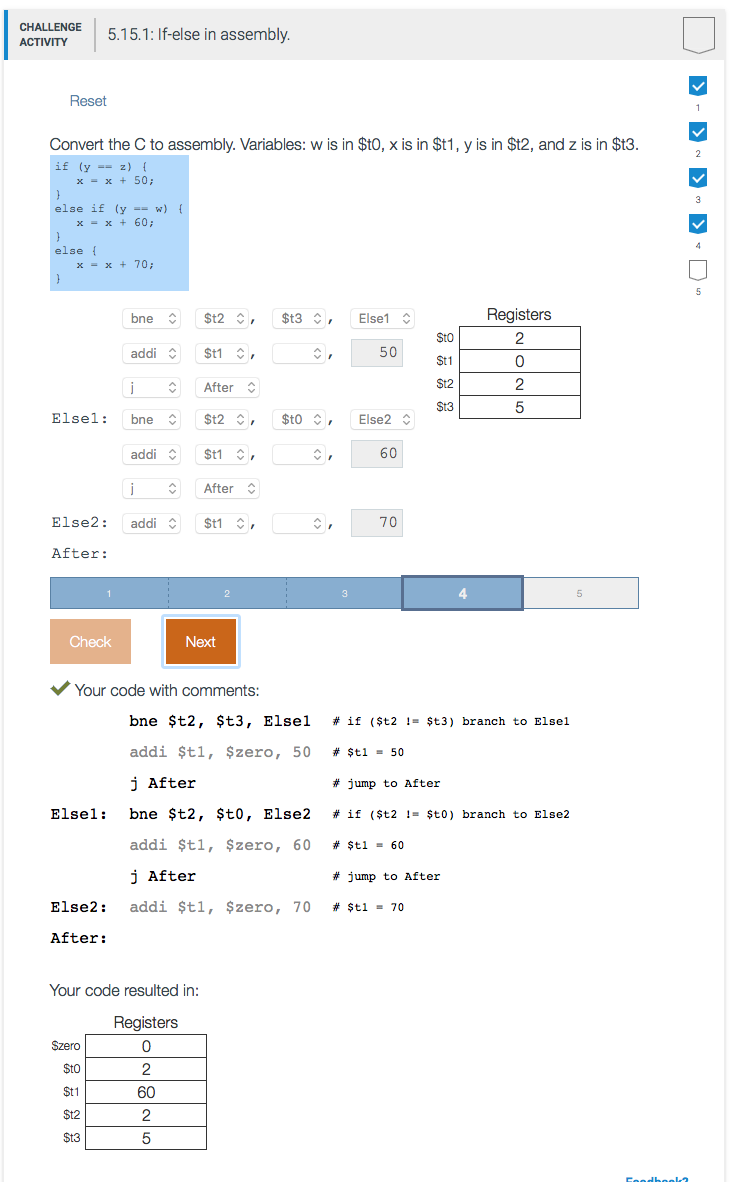 CHALLENGE ACTIVITY
5.15.1: If-else in assembly.
Reset
1
2
3
4
5
Convert the C to assembly. Variables: w is in $t0, x is in $t1, y is in $t2, and z is in $t3.
if (y == z) {
x = x + 50;
}
else if (y == w) {
x = x + 60;
}
else {
x = x + 70;
}
bne $t2 , $t3 , Else1
addi $t1 , , 50
j After
Else1: bne $t2 , $t0 , Else2
addi $t1 , , 60
j After
Else2: addi $t1 , , 70
After:
Registers
$t0 2
$t1 0
$t2 2
$t3 5
1 2 3 4 5
Check Next
Your code with comments:
bne $t2, $t3, Else1 # if ($t2 != $t3) branch to Else1
addi $t1, $zero, 50 # $t1 = 50
j After # jump to After
Else1: bne $t2, $t0, Else2 # if ($t2 != $t0) branch to Else2
addi $t1, $zero, 60 # $t1 = 60
j After # jump to After
Else2: addi $t1, $zero, 70 # $t1 = 70
After:
Your code resulted in:
Registers
$zero 0
$t0 2
$t1 60
$t2 2
$t3 5
Feedback?